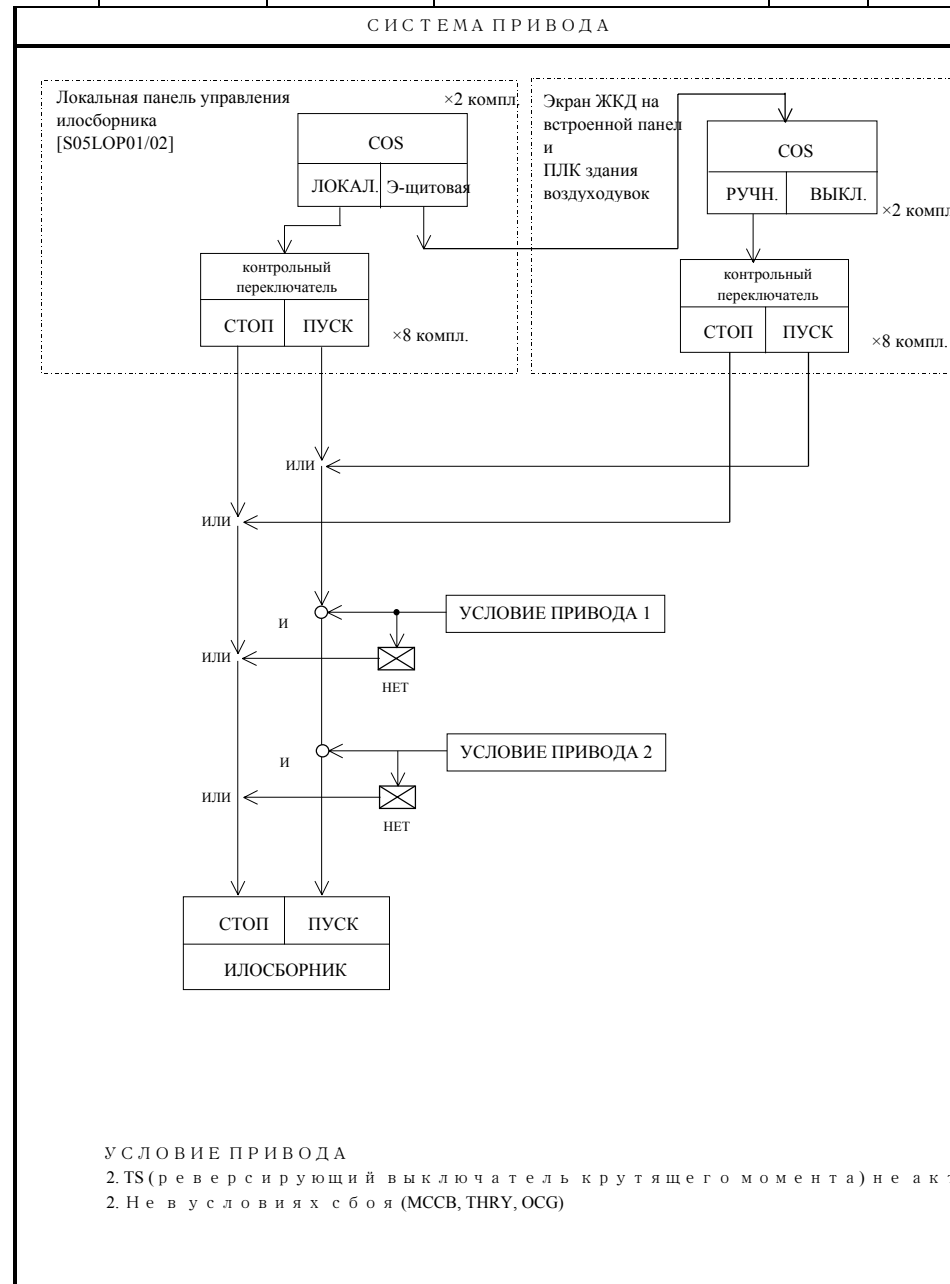 СИСТЕМА ПРИВОДА
Локальная панель управления
илосборника
[S05LOP01/02]
×2 компл.
COS
ЛОКАЛ. Э-щитовая
контрольный
переключатель
СТОП ПУСК
×8 компл.
Экран ЖКД на
встроенной панел
и
ПЛК здания
воздуходувок
COS
РУЧН. ВЫКЛ.
×2 компл
контрольный
переключатель
СТОП ПУСК
×8 компл.
ИЛИ
ИЛИ
И
УСЛОВИЕ ПРИВОДА 1
ИЛИ
НЕТ
И
УСЛОВИЕ ПРИВОДА 2
ИЛИ
НЕТ
СТОП ПУСК
ИЛОСБОРНИК
УСЛОВИЕ ПРИВОДА
2. TS (реверсирующий выключатель крутящего момента) не акт
2. Не в условиях сбоя (MCCB, THRY, OCG)